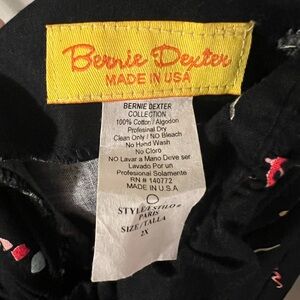 Bernie Dexter
MADE IN USA
BERNIE DEXTER
COLLECTION
100% Cotton / Algodon
Profesinal Dry
Clean Only / NO Bleach
No Hand Wash
No Cloro
NO Lavar a Mano Deve ser
Lavado Por un
Profesional Solamente
RN # 140772
MADE IN U.S.A
STYLE/ESTILO
PARIS
SIZE/TALLA
2X